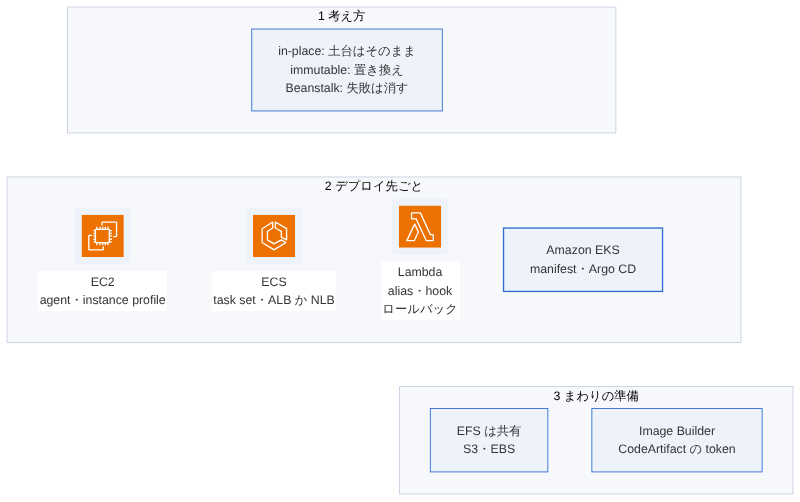 1 考え方
in-place: 土台はそのまま
immutable: 置き換え
Beanstalk: 失敗は消す
2 デプロイ先ごと
EC2
agent・instance profile
ECS
task set・ALB か NLB
Lambda
alias・hook
ロールバック
Amazon EKS
manifest・Argo CD
3 まわりの準備
EFS は共有
S3・EBS
Image Builder
CodeArtifact の token